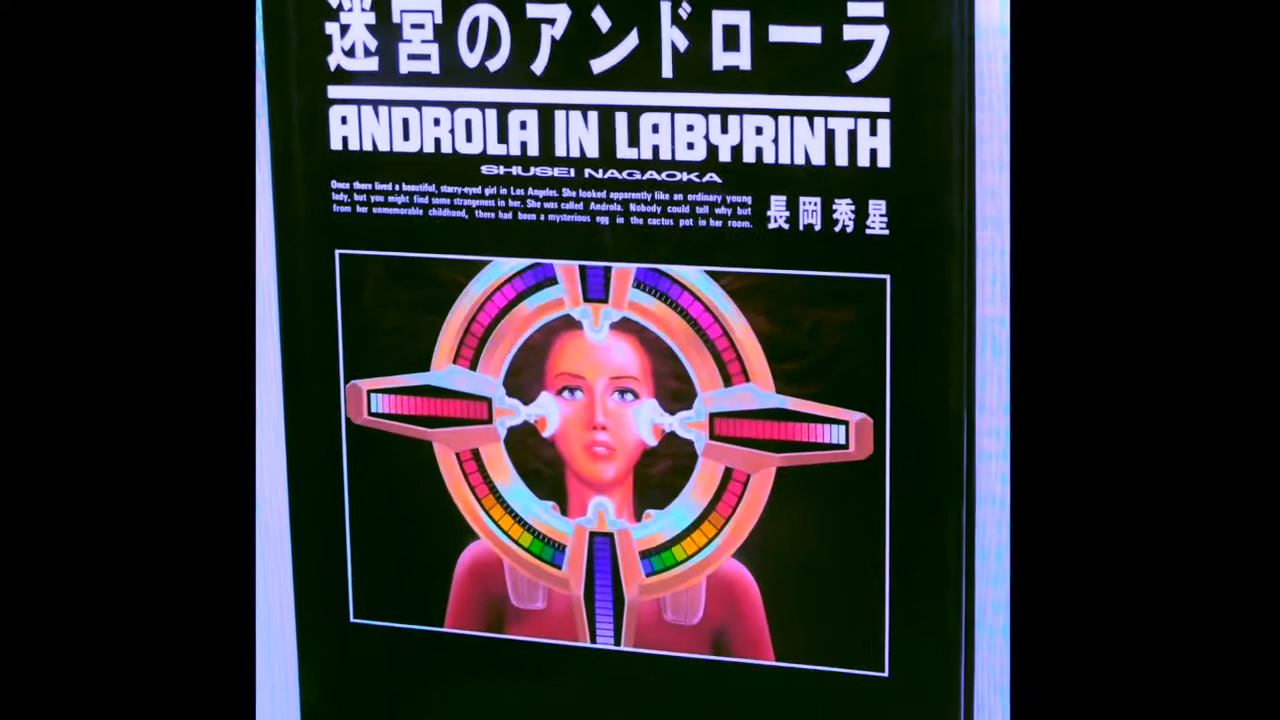 迷宮のアンドローラ
ANDROLA IN LABYRINTH
SHUSEI NAGAOKA
Once there lived a beautiful, starry-eyed girl in Los Angeles. She looked apparently like an ordinary young
lady, but you might find some strangeness in her. She was called Androla. Nobody could tell why but
from her unmemorable childhood, there had been a mysterious egg in the cactus pot in her room.
長岡秀星